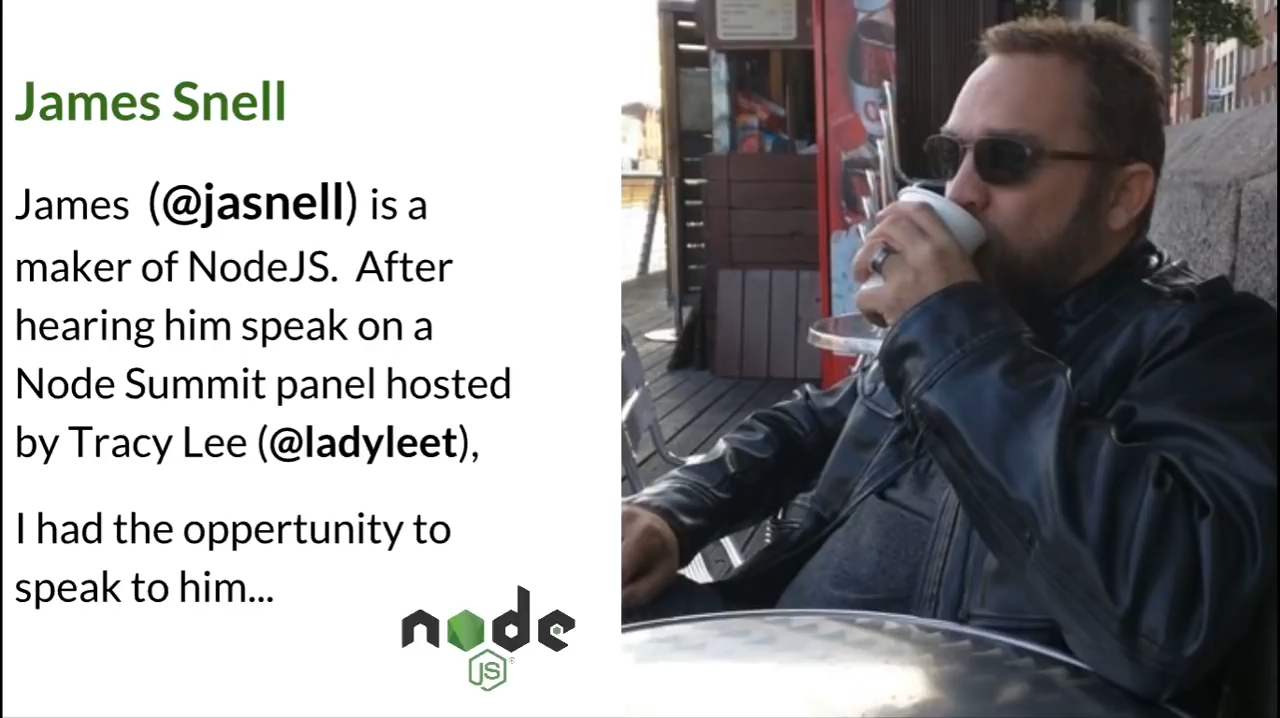 James Snell
James (@jasnell) is a
maker of NodeJS. After
hearing him speak on a
Node Summit panel hosted
by Tracy Lee (@ladyleet),
I had the oppertunity to
speak to him...
node
JS